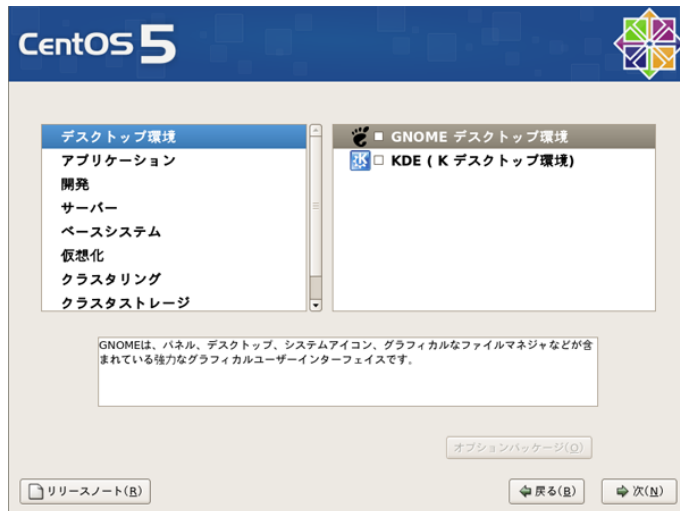 CentOS 5
デスクトップ環境
アプリケーション
開発
サーバー
ベースシステム
仮想化
クラスタリング
クラスタストレージ
GNOME デスクトップ環境
KDE ( K デスクトップ環境)
GNOMEは、パネル、デスクトップ、システムアイコン、グラフィカルなファイルマネジャなどが含
まれている強力なグラフィカルユーザーインターフェイスです。
オプションパッケージ(O)
リリースノート(R)
戻る(B)
次(N)